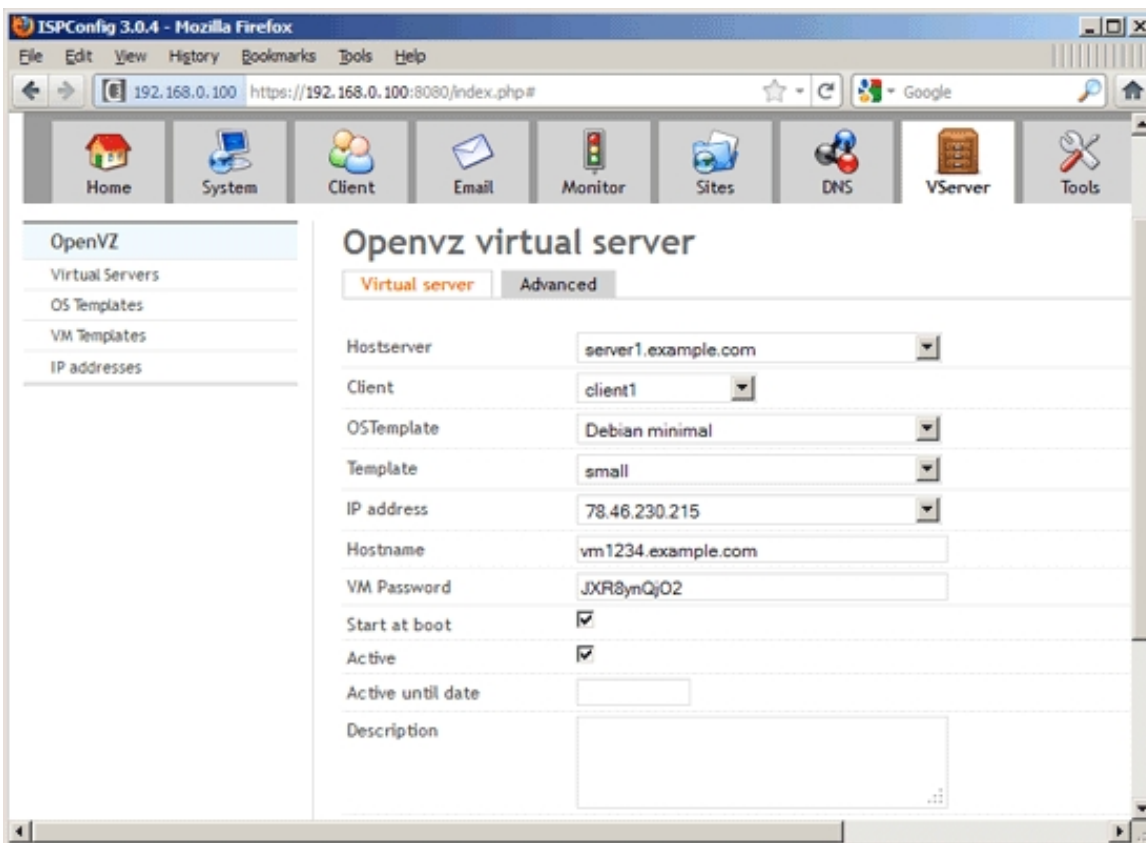 ISPConfig 3.0.4 - Mozilla Firefox
File Edit View History Bookmarks Tools Help
192.168.0.100 https://192.168.0.100:8080/index.php# Google
Home System Client Email Monitor Sites DNS VServer Tools
OpenVZ
Virtual Servers
OS Templates
VM Templates
IP addresses
Openvz virtual server
Virtual server Advanced
Hostserver server1.example.com
Client client1
OSTemplate Debian minimal
Template small
IP address 78.46.230.215
Hostname vm1234.example.com
VM Password JXR8ynQjO2
Start at boot
Active
Active until date
Description